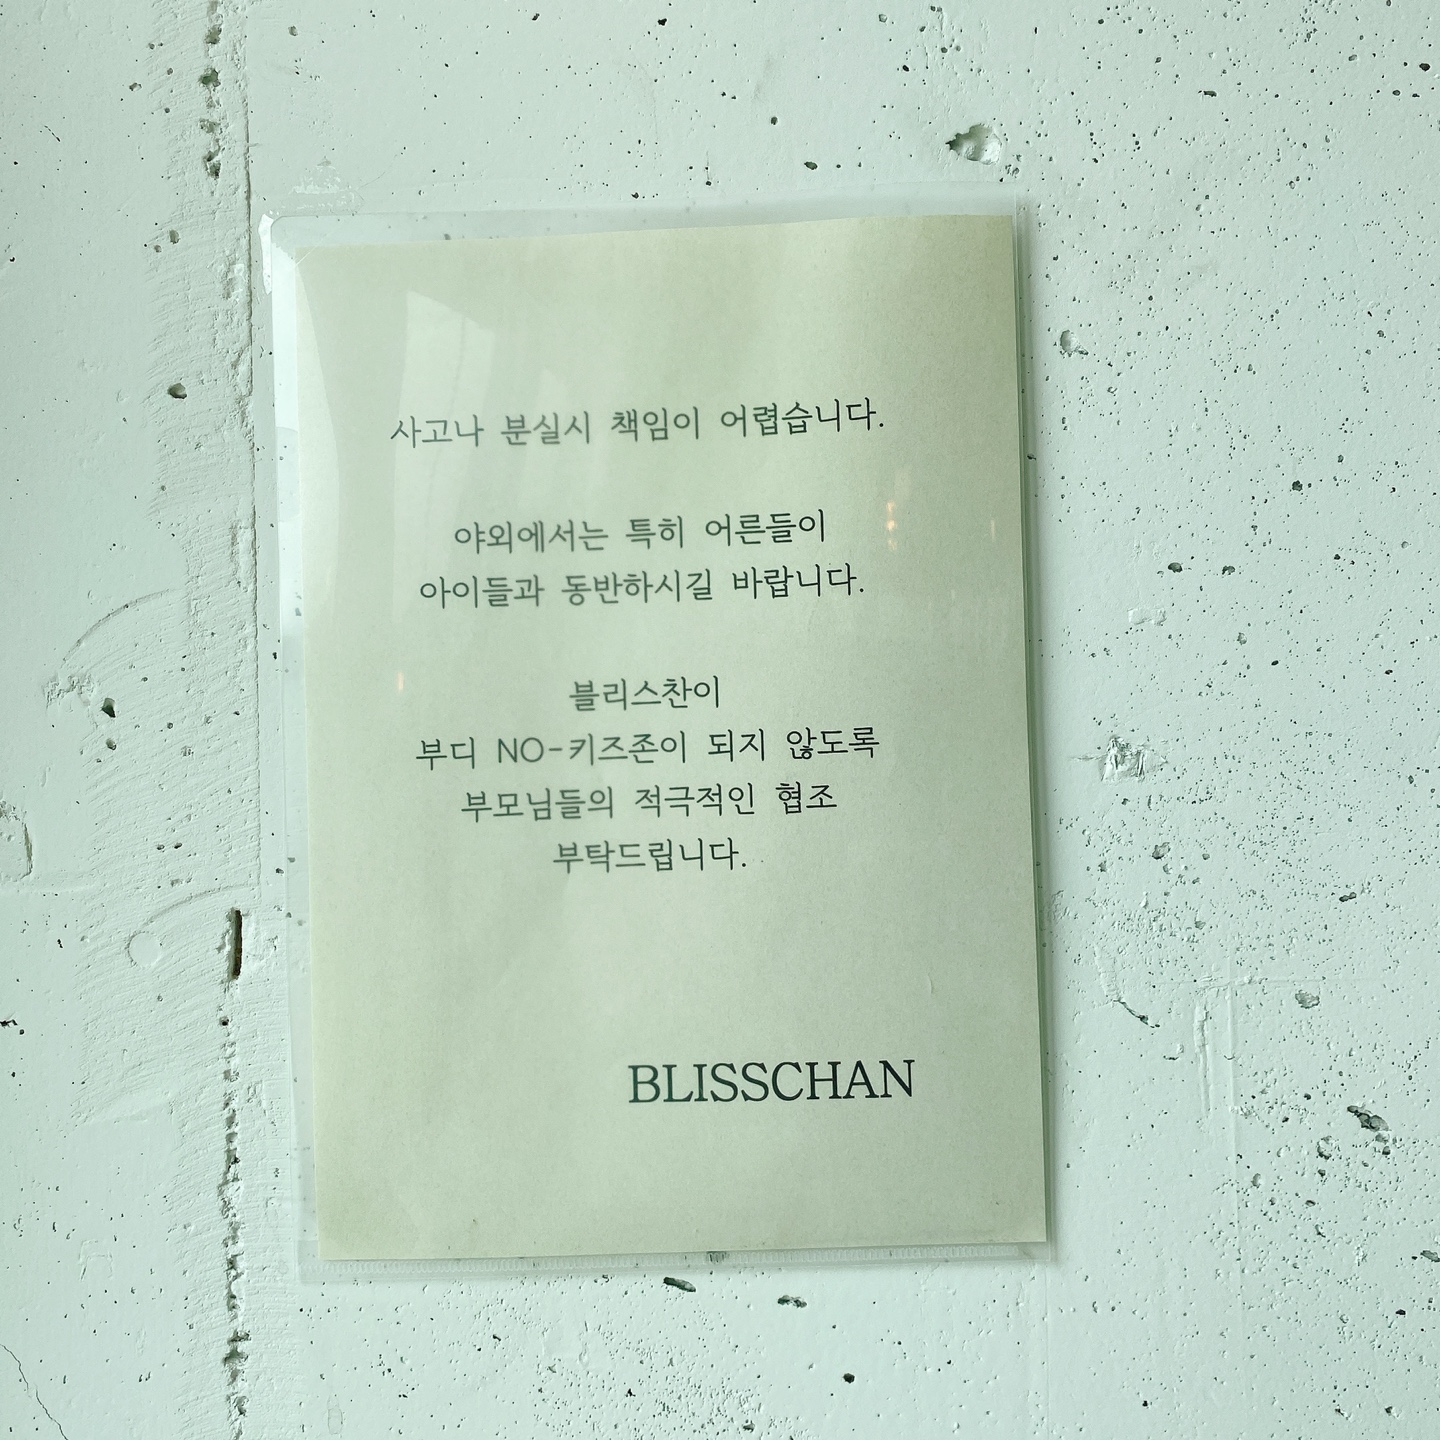 사고나 분실시 책임이 어렵습니다.
야외에서는 특히 어른들이
아이들과 동반하시길 바랍니다.
블리스찬이
부디 NO-키즈존이 되지 않도록
부모님들의 적극적인 협조
부탁드립니다.
BLISSCHAN